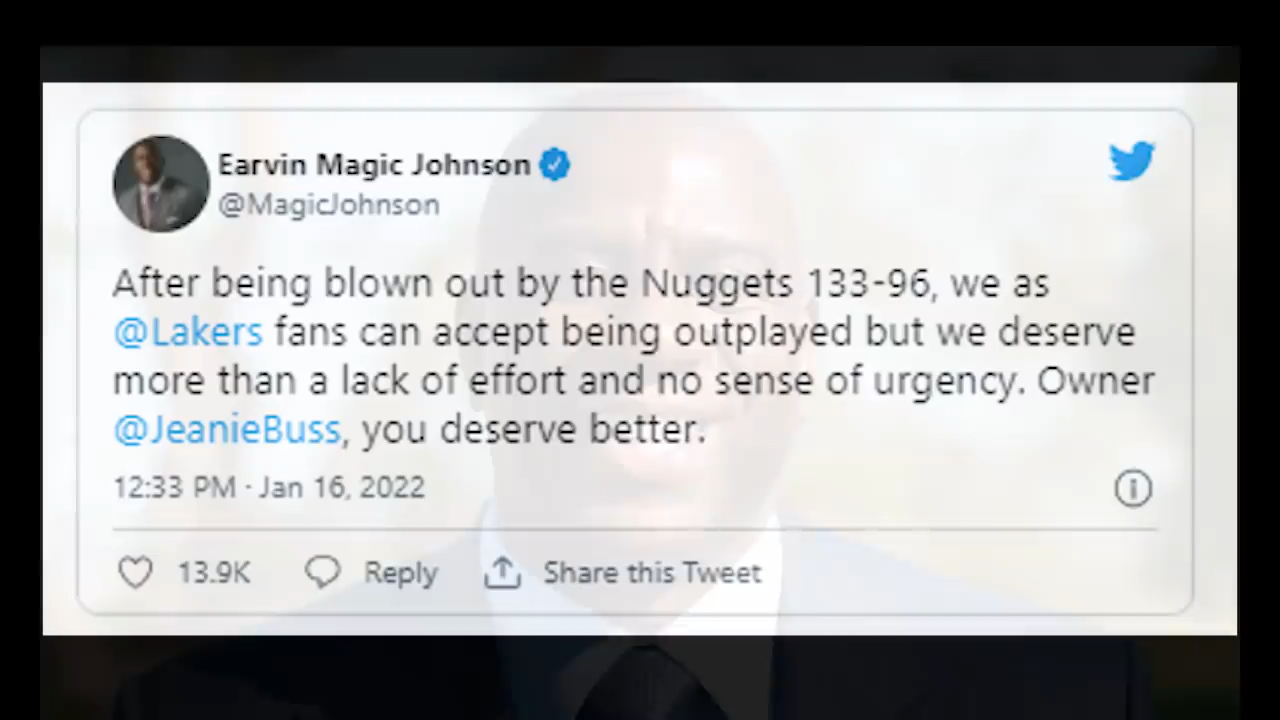 Earvin Magic Johnson
@MagicJohnson
After being blown out by the Nuggets 133-96, we as
@Lakers fans can accept being outplayed but we deserve
more than a lack of effort and no sense of urgency. Owner
@JeanieBuss, you deserve better.
12:33 PM · Jan 16, 2022
13.9K Reply Share this Tweet